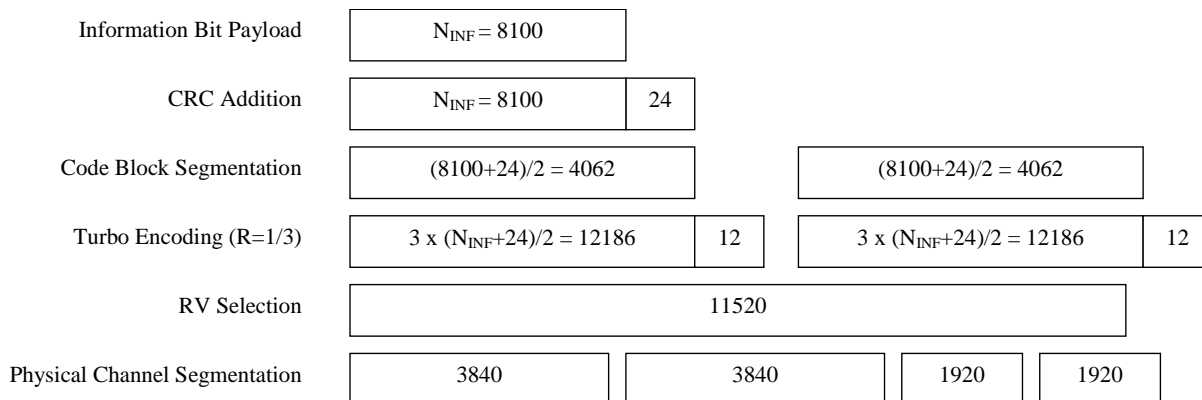 Information Bit Payload N_INF = 8100
CRC Addition N_INF = 8100 24
Code Block Segmentation (8100+24)/2 = 4062 (8100+24)/2 = 4062
Turbo Encoding (R=1/3) 3 x (N_INF+24)/2 = 12186 12 3 x (N_INF+24)/2 = 12186 12
RV Selection 11520
Physical Channel Segmentation 3840 3840 1920 1920